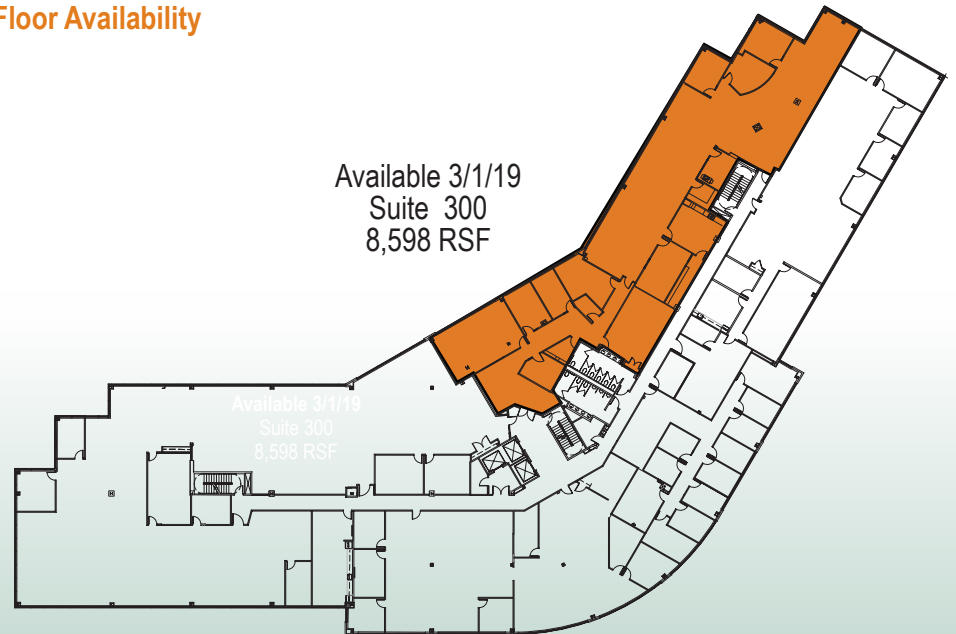 Floor Availability
Available 3/1/19
Suite 300
8,598 RSF
Available 3/1/19
Suite 300
8,598 RSF